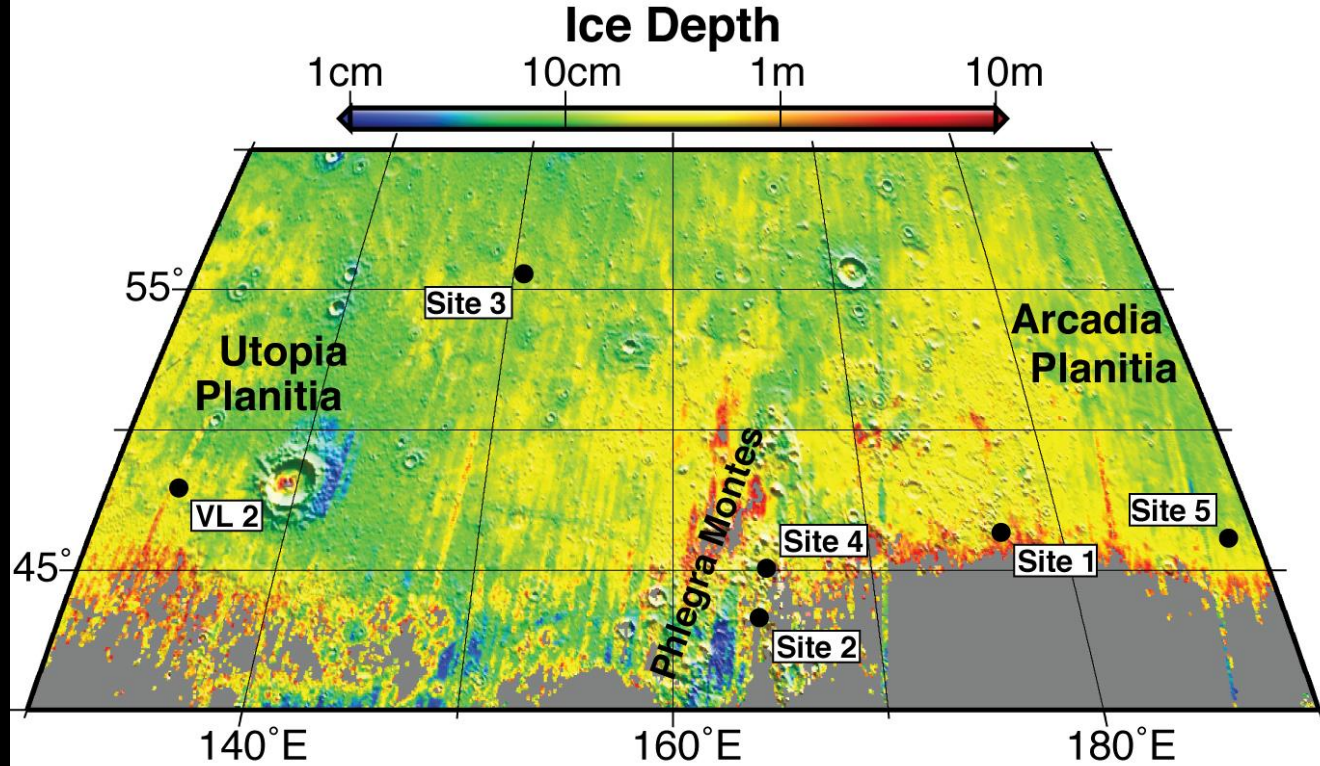 Ice Depth
1cm 10cm 1m 10m
55°
Site 3
Arcadia
Planitia
Utopia
Planitia
Phlegra Montes
VL 2
Site 5
Site 4
Site 1
45°
Site 2
140°E 160°E 180°E